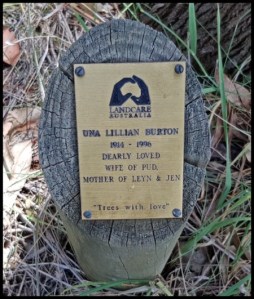 LANDCARE
AUSTRALIA
UNA LILLIAN BURTON
1914 - 1996
DEARLY LOVED
WIFE OF PUD.
MOTHER OF LEYN & JEN
"Trees with love"